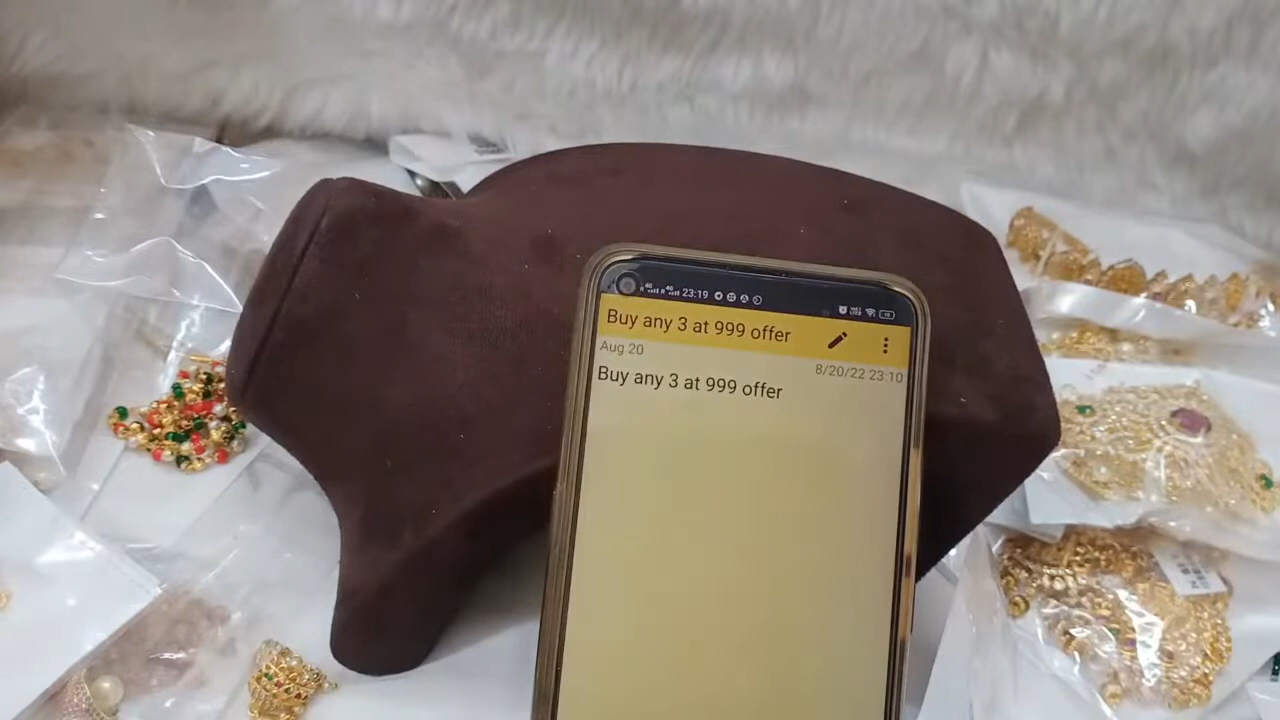 23:19
Buy any 3 at 999 offer
Aug 20
8/20/22 23:10
Buy any 3 at 999 offer